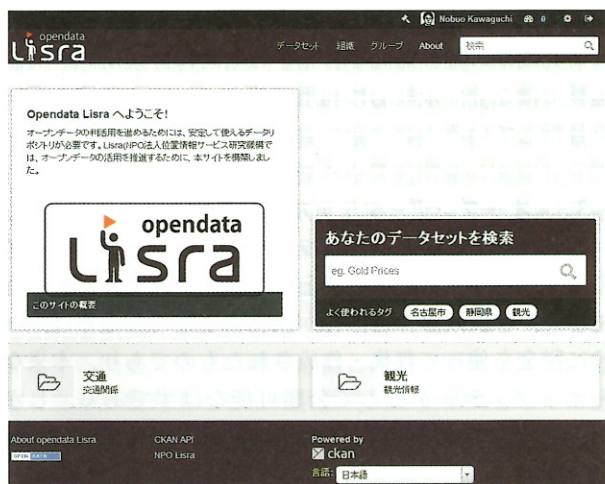 Nobuo Kawaguchi 0
opendata
Lisra
データセット 組織 グループ About 検索
Opendata Lisra へようこそ!
オープンデータの利活用を進めるためには、安定して使えるデータリ
ポジトリが必要です。Lisra(NPO法人位置情報サービス研究機構で
は、オープンデータの活用を推進するために、本サイトを構築しまし
た。
opendata
Lisra
このサイトの概要
あなたのデータセットを検索
eg. Gold Prices
よく使われるタグ 名古屋市 静岡県 観光
交通
交通関係
観光
観光情報
About opendata Lisra
OPEN DATA
CKAN API
NPO Lisra
Powered by
ckan
言語: 日本語